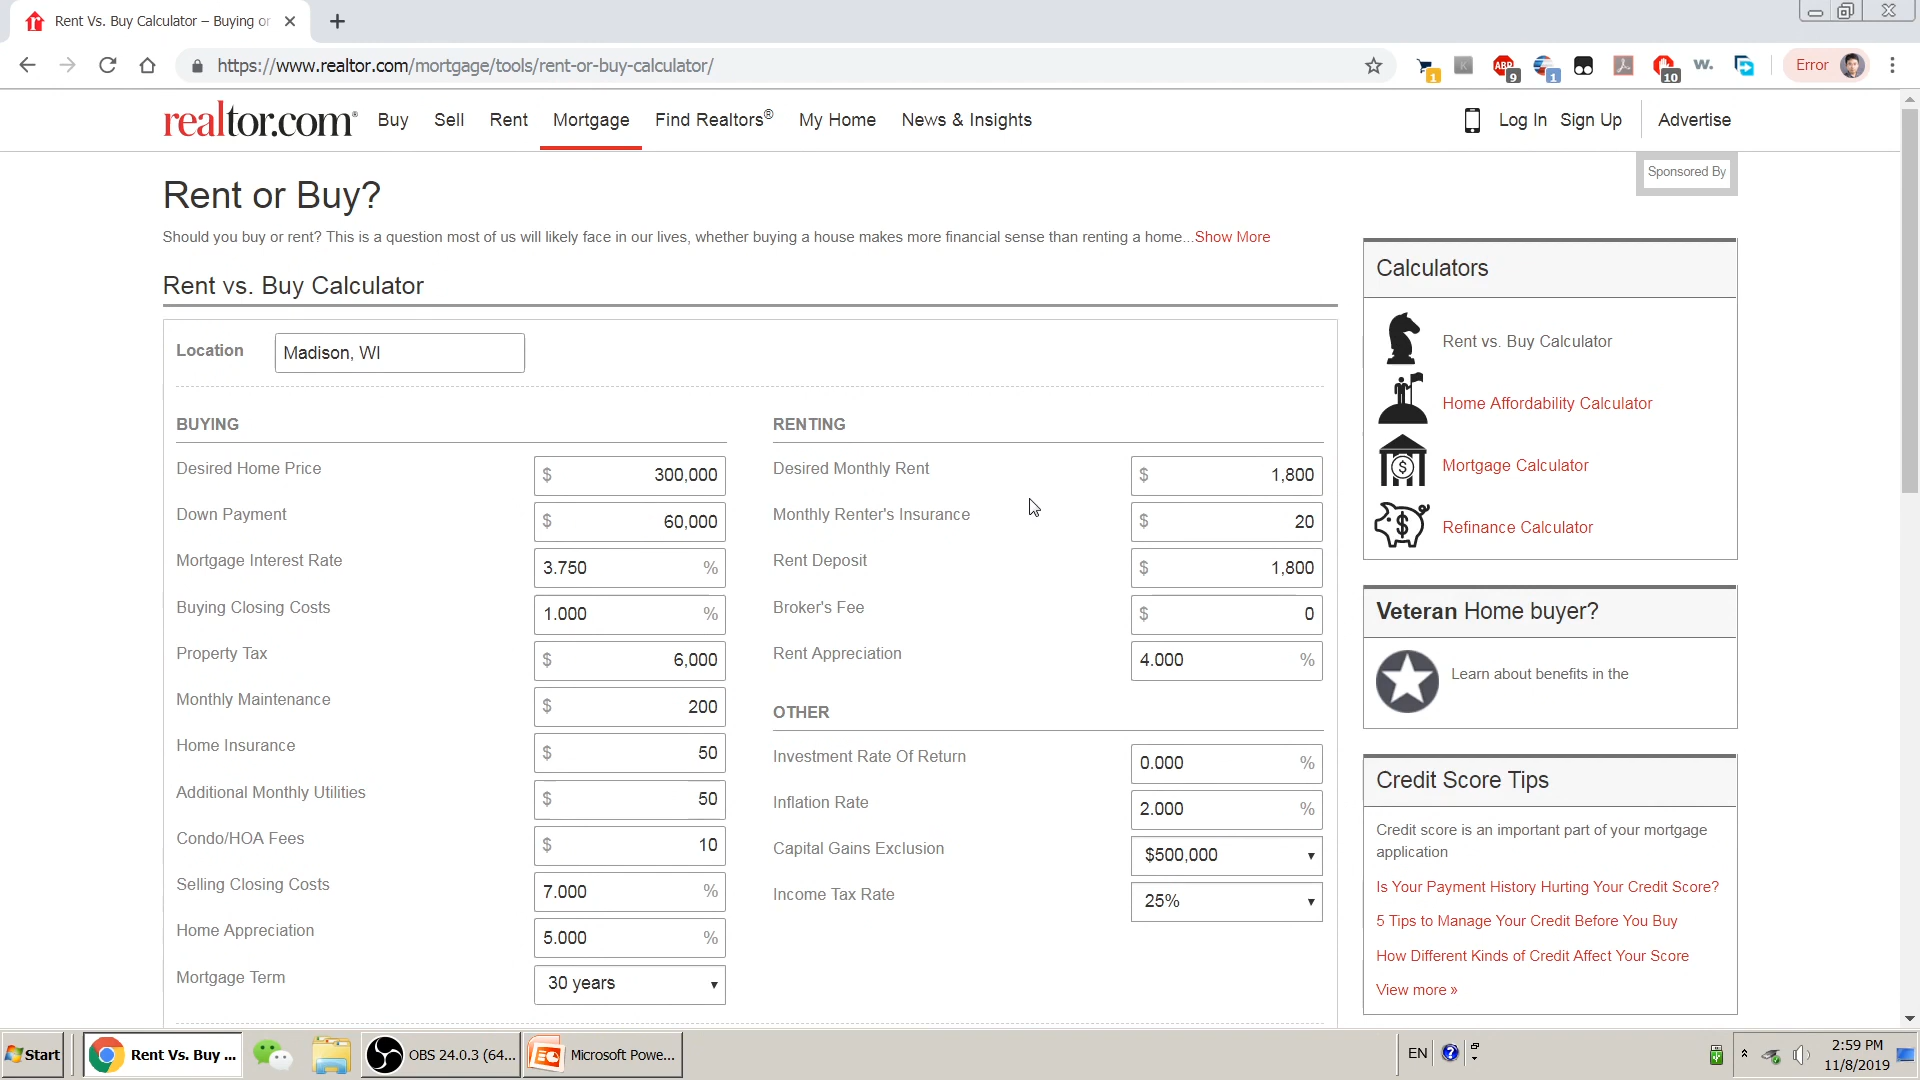 Rent Vs. Buy Calculator – Buying or
https://www.realtor.com/mortgage/tools/rent-or-buy-calculator/
1
K
ABP
9
1
10
w.
Error
realtor.com®
Buy Sell Rent Mortgage Find Realtors® My Home News & Insights
Log In Sign Up Advertise
Sponsored By
Rent or Buy?
Should you buy or rent? This is a question most of us will likely face in our lives, whether buying a house makes more financial sense than renting a home...Show More
Rent vs. Buy Calculator
Location Madison, WI
BUYING
Desired Home Price $ 300,000
Down Payment $ 60,000
Mortgage Interest Rate 3.750 %
Buying Closing Costs 1.000 %
Property Tax $ 6,000
Monthly Maintenance $ 200
Home Insurance $ 50
Additional Monthly Utilities $ 50
Condo/HOA Fees $ 10
Selling Closing Costs 7.000 %
Home Appreciation 5.000 %
Mortgage Term 30 years
RENTING
Desired Monthly Rent $ 1,800
Monthly Renter's Insurance $ 20
Rent Deposit $ 1,800
Broker's Fee $ 0
Rent Appreciation 4.000 %
OTHER
Investment Rate Of Return 0.000 %
Inflation Rate 2.000 %
Capital Gains Exclusion $500,000
Income Tax Rate 25%
Calculators
Rent vs. Buy Calculator
Home Affordability Calculator
$
Mortgage Calculator
$
Refinance Calculator
Veteran Home buyer?
Learn about benefits in the
Credit Score Tips
Credit score is an important part of your mortgage
application
Is Your Payment History Hurting Your Credit Score?
5 Tips to Manage Your Credit Before You Buy
How Different Kinds of Credit Affect Your Score
View more »
Start
Rent Vs. Buy ...
OBS 24.0.3 (64...
Microsoft Powe...
EN
?
2:59 PM
11/8/2019